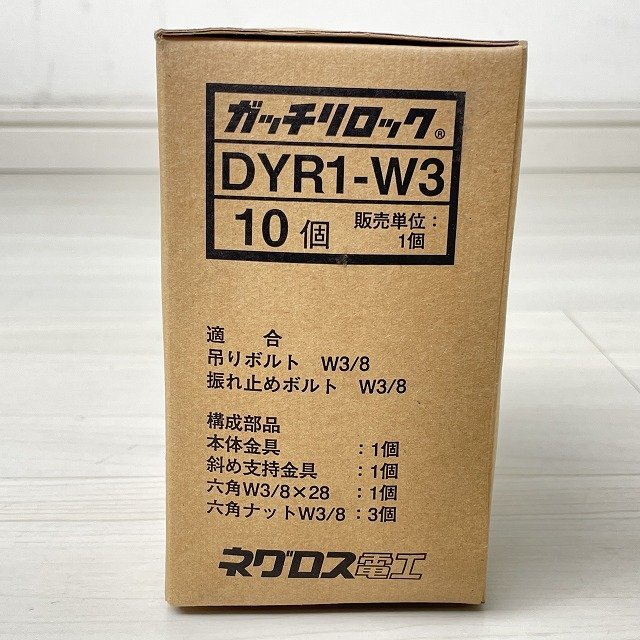 ガッチリロック®
DYR1-W3
10個 販売単位：
1個
適　合
吊りボルト　W3/8
振れ止めボルト　W3/8
構成部品
本体金具　：1個
斜め支持金具　：1個
六角W3/8×28　：1個
六角ナットW3/8：3個
ネグロス電工